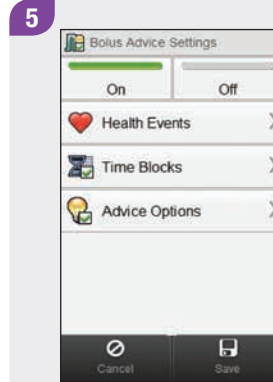 5
Bolus Advice Settings
On Off
Health Events
Time Blocks
Advice Options
Cancel Save